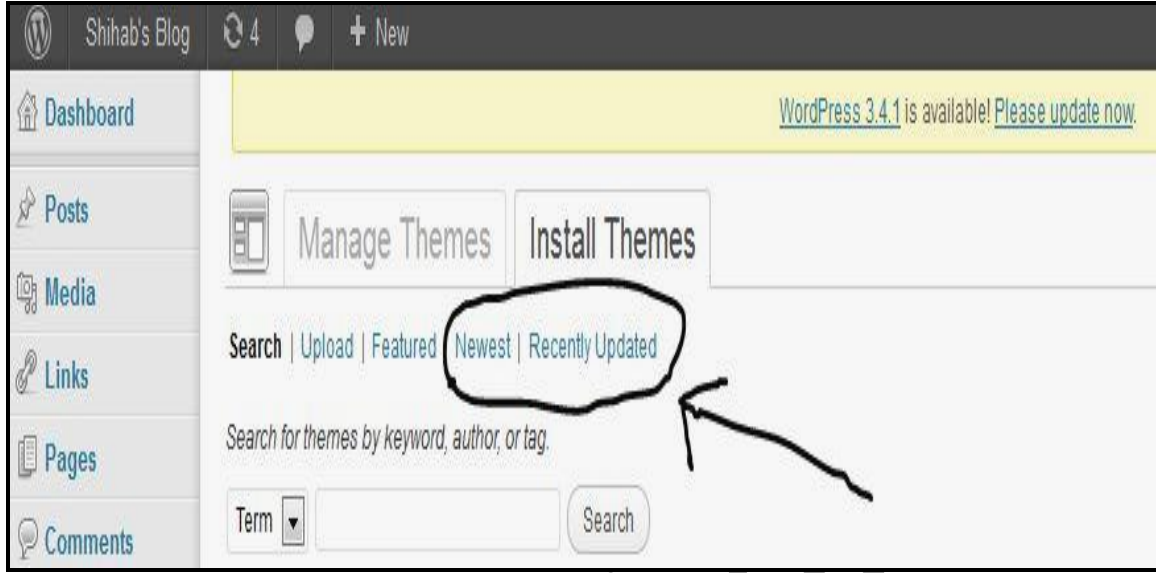 Shihab's Blog 4 + New
WordPress 3.4.1 is available! Please update now.
Dashboard
Posts
Media
Links
Pages
Comments
Manage Themes Install Themes
Search | Upload | Featured | Newest | Recently Updated
Search for themes by keyword, author, or tag.
Term Search